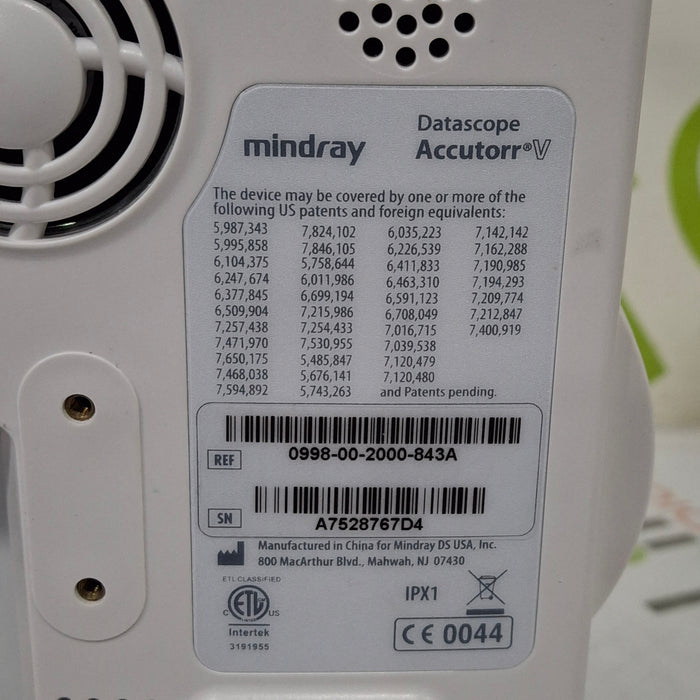 mindray
Datascope
Accutorr® V
The device may be covered by one or more of the
following US patents and foreign equivalents:
5,987,343 7,824,102 6,035,223 7,142,142
5,995,858 7,846,105 6,226,539 7,162,288
6,104,375 5,758,644 6,411,833 7,190,985
6,247,674 6,011,986 6,463,310 7,194,293
6,377,845 6,699,194 6,591,123 7,209,774
6,509,904 7,215,986 6,708,049 7,212,847
7,257,438 7,254,433 7,016,715 7,400,919
7,471,970 7,530,955 7,039,538
7,650,175 5,485,847 7,120,479
7,468,038 5,676,141 7,120,480
7,594,892 5,743,263 and Patents pending.
REF 0998-00-2000-843A
SN A7528767D4
Manufactured in China for Mindray DS USA, Inc.
800 MacArthur Blvd., Mahwah, NJ 07430
ETL CLASSIFIED
C ETL US
Intertek
3191955
IPX1
CE 0044